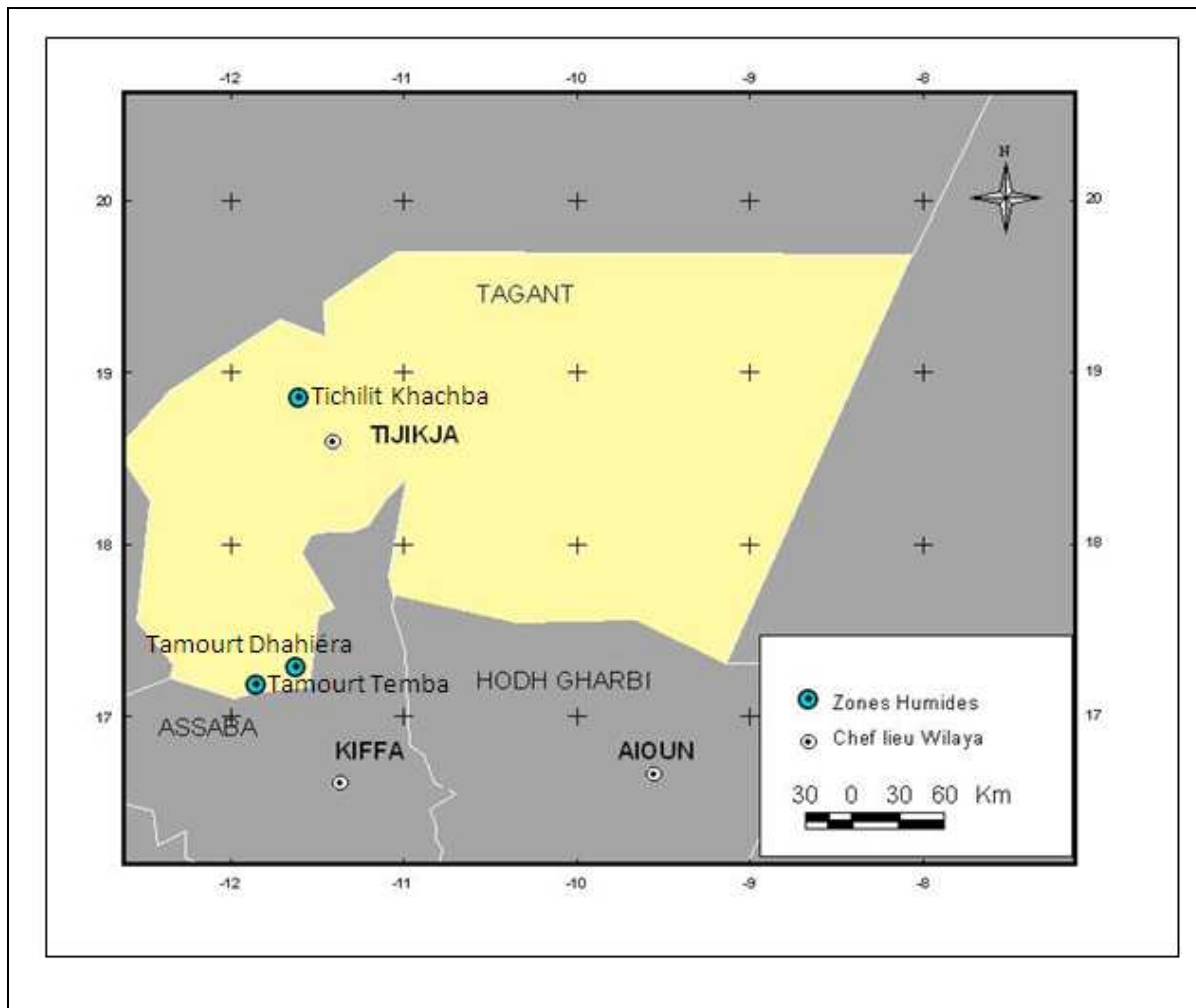 -12 -11 -10 -9 -8
N
20 20
TAGANT
19 19
Tichilit Khachba
TIJIKJA
18 18
Tamourt Dhahiéra
Tamourt Temba
HODH GHARBI
17 17
ASSABA
KIFFA
AIOUN
Zones Humides
Chef lieu Wilaya
30 0 30 60 Km
-12 -11 -10 -9 -8